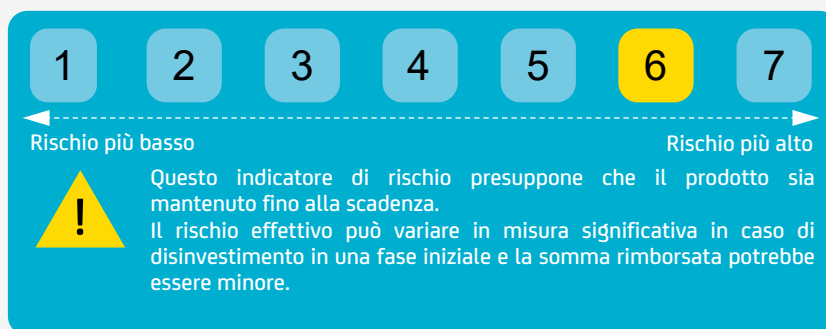 1 2 3 4 5 6 7
Rischio più basso Rischio più alto
!
Questo indicatore di rischio presuppone che il prodotto sia
mantenuto fino alla scadenza.
Il rischio effettivo può variare in misura significativa in caso di
disinvestimento in una fase iniziale e la somma rimborsata potrebbe
essere minore.